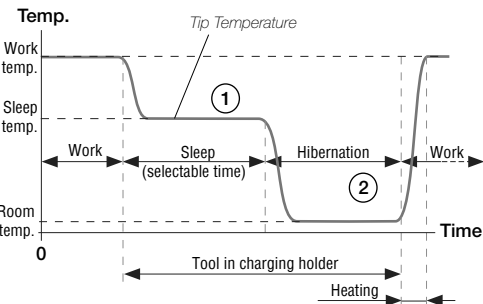 Temp.
Tip Temperature
Work
temp.
1
Sleep
temp.
Work
Sleep
(selectable time)
Hibernation
Work
2
Room
temp.
Time
0
Tool in charging holder
Heating